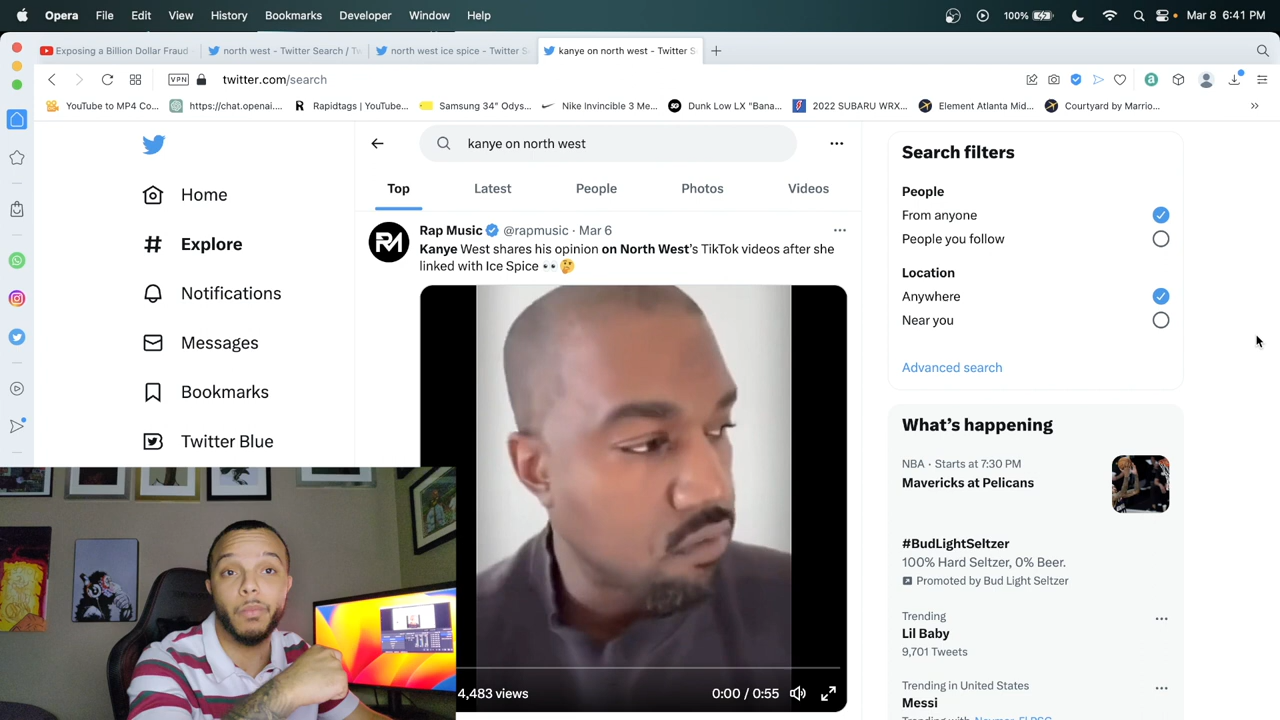 Opera File Edit View History Bookmarks Developer Window Help
100% Mar 8 6:41 PM
Exposing a Billion Dollar Fraud
north west - Twitter Search / Tw
north west ice spice - Twitter S
kanye on north west - Twitter S
VPN twitter.com/search
YouTube to MP4 Co...
https://chat.openai....
Rapidtags | YouTube...
Samsung 34" Odys...
Nike Invincible 3 Me...
Dunk Low LX "Bana...
2022 SUBARU WRX...
Element Atlanta Mid...
Courtyard by Marrio...
Home
Explore
Notifications
Messages
Bookmarks
Twitter Blue
kanye on north west
Top Latest People Photos Videos
Rap Music @rapmusic · Mar 6
Kanye West shares his opinion on North West's TikTok videos after she
linked with Ice Spice 👀🤔
4,483 views
0:00 / 0:55
Search filters
People
From anyone
People you follow
Location
Anywhere
Near you
Advanced search
What's happening
NBA · Starts at 7:30 PM
Mavericks at Pelicans
#BudLightSeltzer
100% Hard Seltzer, 0% Beer.
Promoted by Bud Light Seltzer
Trending
Lil Baby
9,701 Tweets
Trending in United States
Messi
Trending with